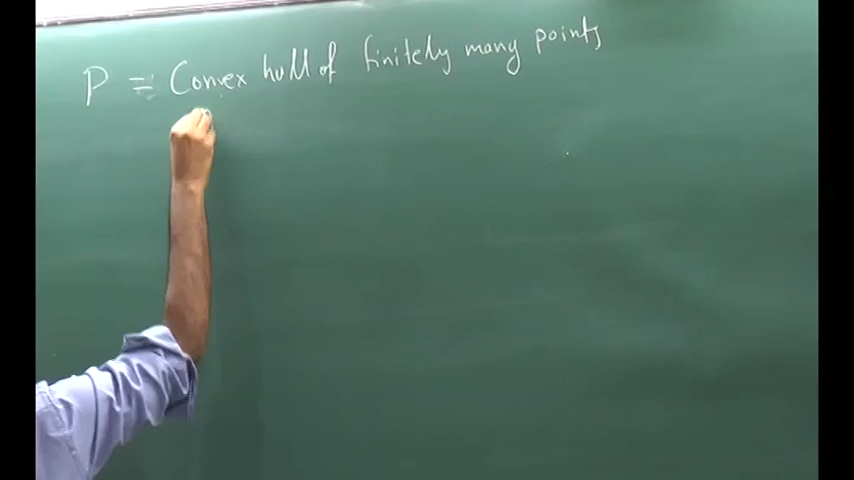 P = Convex hull of finitely many points